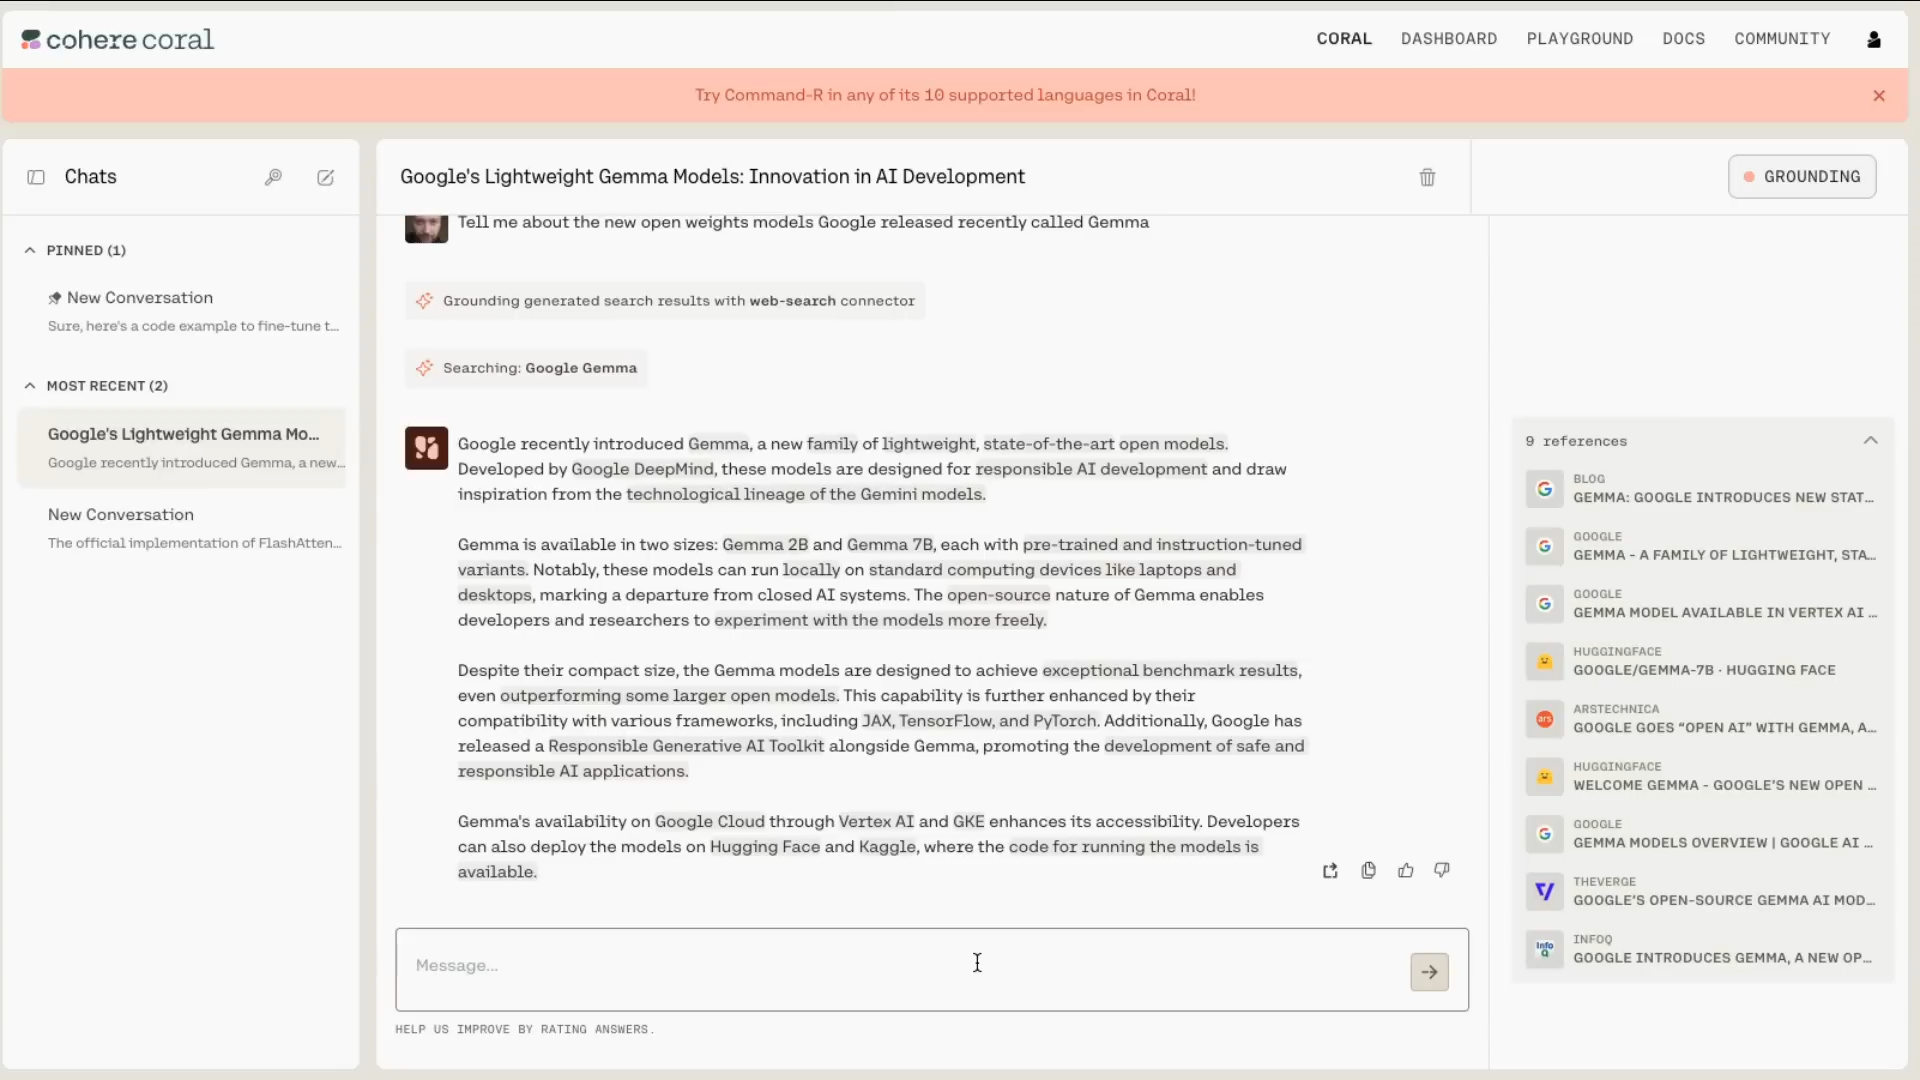 cohere coral
CORAL
DASHBOARD
PLAYGROUND
DOCS
COMMUNITY
Try Command-R in any of its 10 supported languages in Coral!
Chats
PINNED (1)
New Conversation
Sure, here's a code example to fine-tune t...
MOST RECENT (2)
Google's Lightweight Gemma Mo...
Google recently introduced Gemma, a new...
New Conversation
The official implementation of FlashAtten...
Google's Lightweight Gemma Models: Innovation in AI Development
Tell me about the new open weights models Google released recently called Gemma
Grounding generated search results with web-search connector
Searching: Google Gemma
Google recently introduced Gemma, a new family of lightweight, state-of-the-art open models.
Developed by Google DeepMind, these models are designed for responsible AI development and draw
inspiration from the technological lineage of the Gemini models.
Gemma is available in two sizes: Gemma 2B and Gemma 7B, each with pre-trained and instruction-tuned
variants. Notably, these models can run locally on standard computing devices like laptops and
desktops, marking a departure from closed AI systems. The open-source nature of Gemma enables
developers and researchers to experiment with the models more freely.
Despite their compact size, the Gemma models are designed to achieve exceptional benchmark results,
even outperforming some larger open models. This capability is further enhanced by their
compatibility with various frameworks, including JAX, TensorFlow, and PyTorch. Additionally, Google has
released a Responsible Generative AI Toolkit alongside Gemma, promoting the development of safe and
responsible AI applications.
Gemma's availability on Google Cloud through Vertex AI and GKE enhances its accessibility. Developers
can also deploy the models on Hugging Face and Kaggle, where the code for running the models is
available.
Message...
HELP US IMPROVE BY RATING ANSWERS.
GROUNDING
9 references
BLOG
GEMMA: GOOGLE INTRODUCES NEW STAT...
GOOGLE
GEMMA - A FAMILY OF LIGHTWEIGHT, STA...
GOOGLE
GEMMA MODEL AVAILABLE IN VERTEX AI ...
HUGGINGFACE
GOOGLE/GEMMA-7B · HUGGING FACE
ars
ARSTECHNICA
GOOGLE GOES “OPEN AI” WITH GEMMA, A...
HUGGINGFACE
WELCOME GEMMA - GOOGLE’S NEW OPEN ...
GOOGLE
GEMMA MODELS OVERVIEW | GOOGLE AI ...
THEVERGE
GOOGLE’S OPEN-SOURCE GEMMA AI MOD...
Info Q
INFOQ
GOOGLE INTRODUCES GEMMA, A NEW OP...